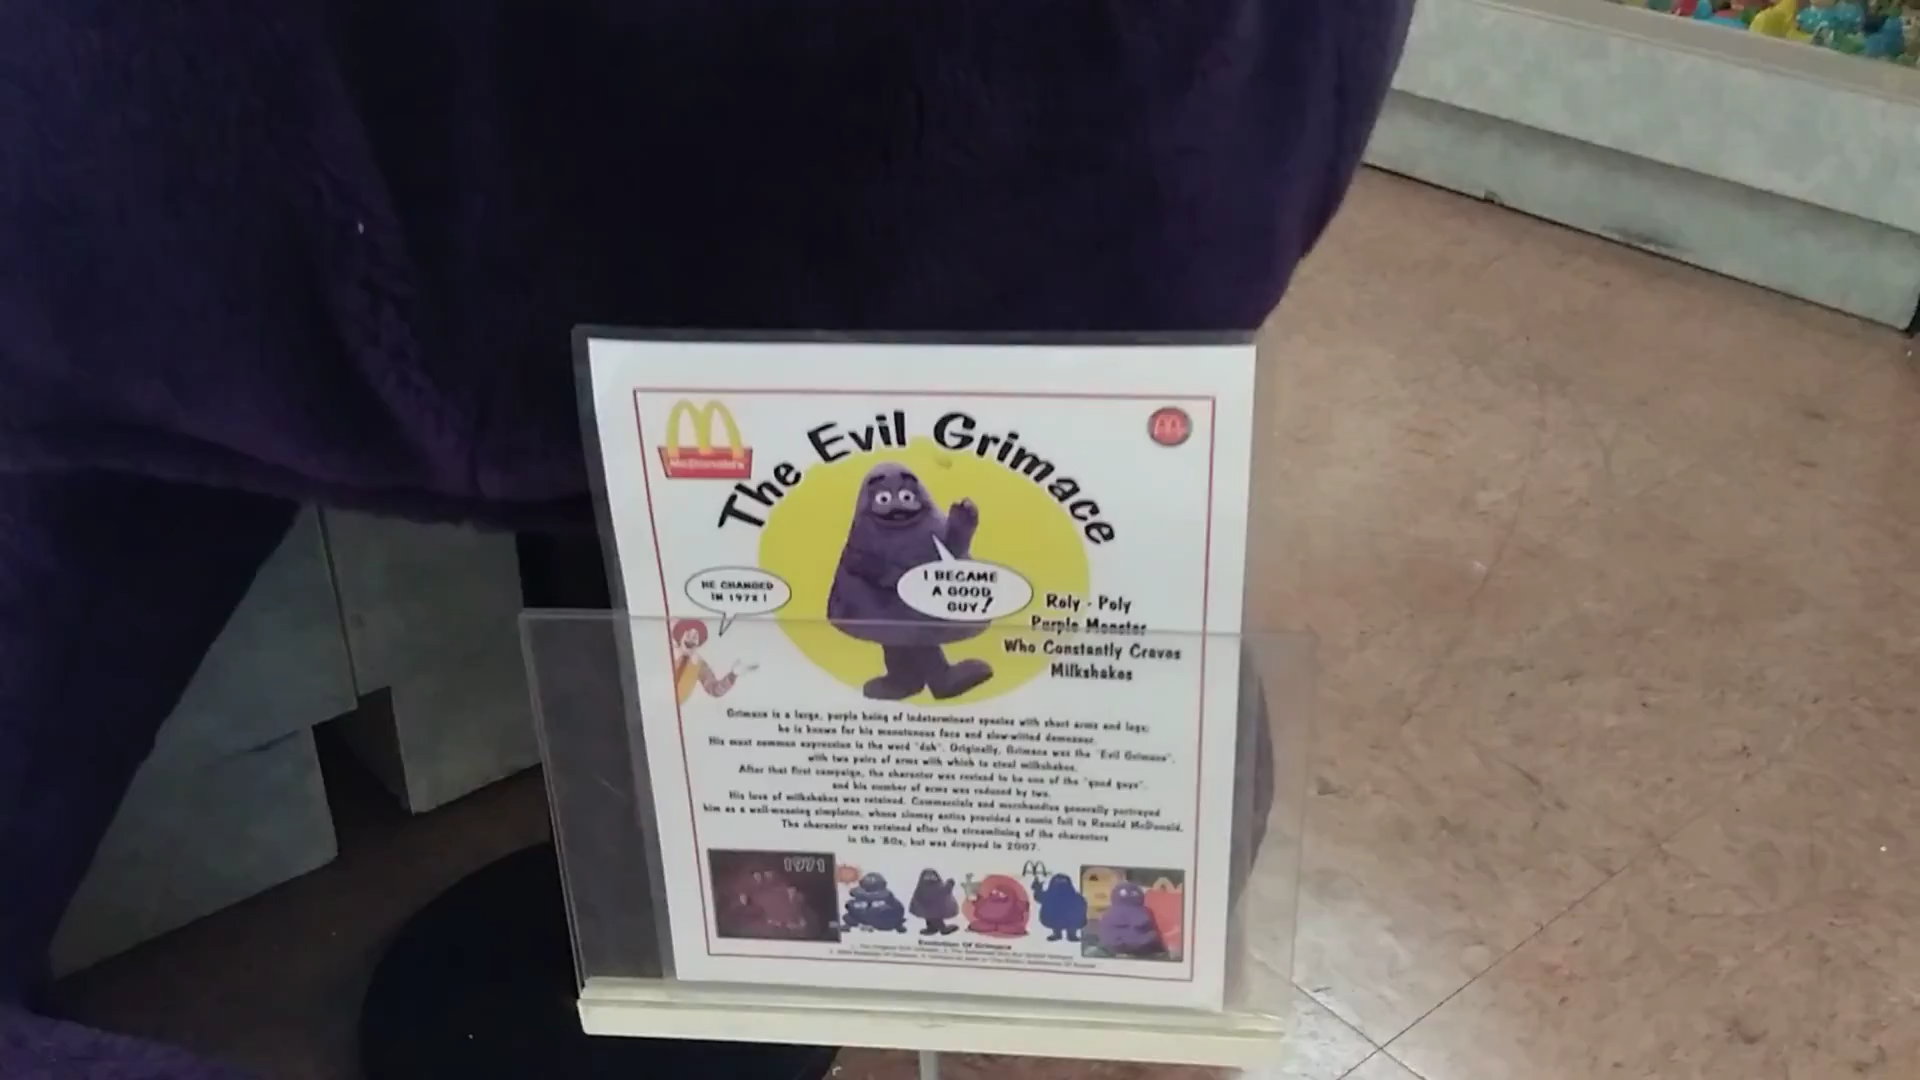 McDonald's
The Evil Grimace
HE CHANGED
IN 1972!
I BECAME
A GOOD
GUY!
Roly - Poly
Purple Monster
Who Constantly Craves
Milkshakes
Grimace is a large, purple being of indeterminant species with short arms and legs;
he is known for his monotonous face and slow-witted demeanor.
His most common expression is the word "duh". Originally, Grimace was the "Evil Grimace",
with two pairs of arms with which to steal milkshakes.
After that first campaign, the character was revised to be one of the "good guys",
and his number of arms was reduced by two.
His love of milkshakes was retained. Commercials and merchandise generally portrayed
him as a well-meaning simpleton, whose clumsy antics provided a comic foil to Ronald McDonald.
The character was retained after the streamlining of the characters
in the '80s, but was dropped in 2007.
1971
Evolution Of Grimace